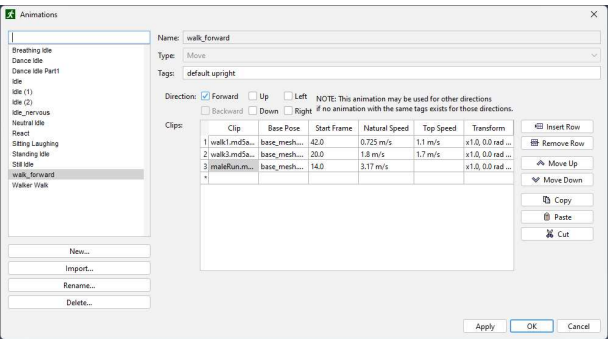 Animations
Name: walk_forward
Type: Move
Tags: default upright
Breathing Idle
Dance Idle
Dance Idle Part1
Idle
Idle (1)
Idle (2)
Idle_nervous
Neutral Idle
React
Sitting Laughing
Standing Idle
Still Idle
walk_forward
Walker Walk
Direction: Forward Up Left
Backward Down Right
NOTE: This animation may be used for other directions
if no animation with the same tags exists for those directions.
Clips:
Clip Base Pose Start Frame Natural Speed Top Speed Transform
1 walk1.md5a... base_mesh.... 42.0 0.725 m/s 1.1 m/s x1.0, 0.0 rad ...
2 walk3.md5a... base_mesh.... 20.0 1.8 m/s 1.7 m/s x1.0, 0.0 rad ...
3 maleRun.m... base_mesh.... 14.0 3.17 m/s x1.0, 0.0 rad ...
*
Insert Row
Remove Row
Move Up
Move Down
Copy
Paste
Cut
New...
Import...
Rename...
Delete...
Apply OK Cancel